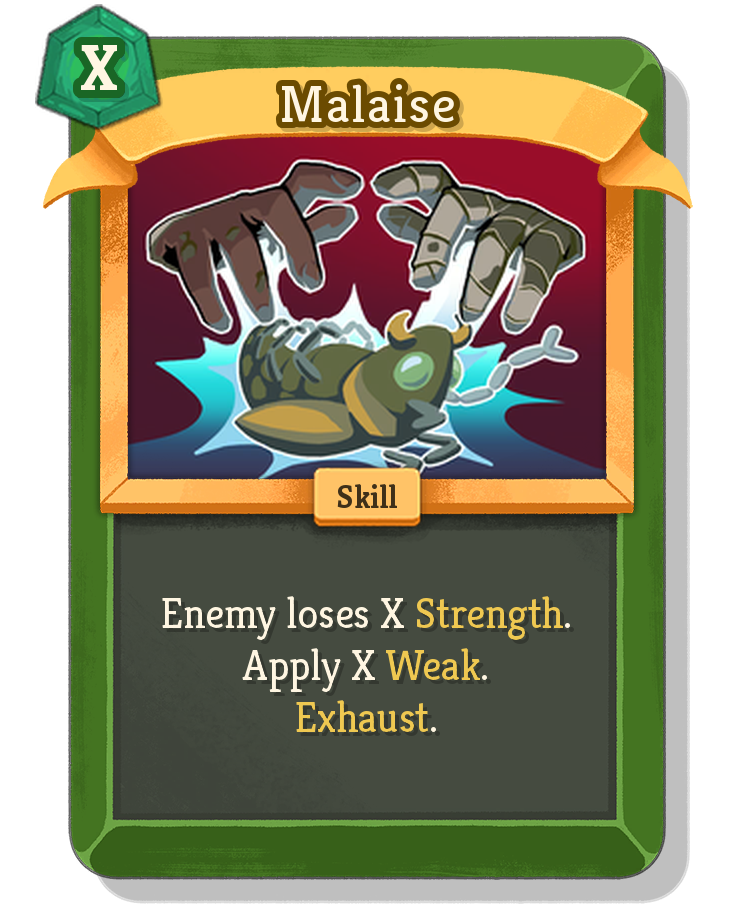 X
Malaise
Skill
Enemy loses X Strength.
Apply X Weak.
Exhaust.